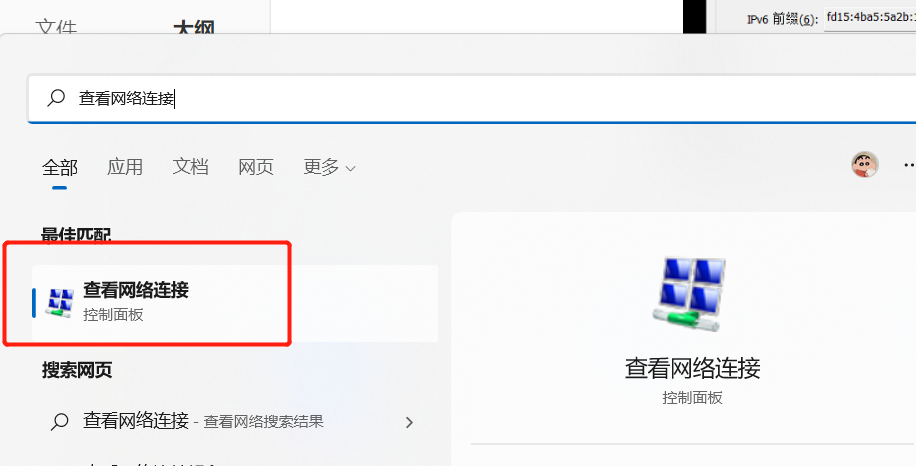 文件
大纲
IPv6 前缀(6):
fd15:4ba5:5a2b:
查看网络连接
全部
应用
文档
网页
更多
最佳匹配
查看网络连接
控制面板
搜索网页
查看网络连接 - 查看网络搜索结果
查看网络连接
控制面板